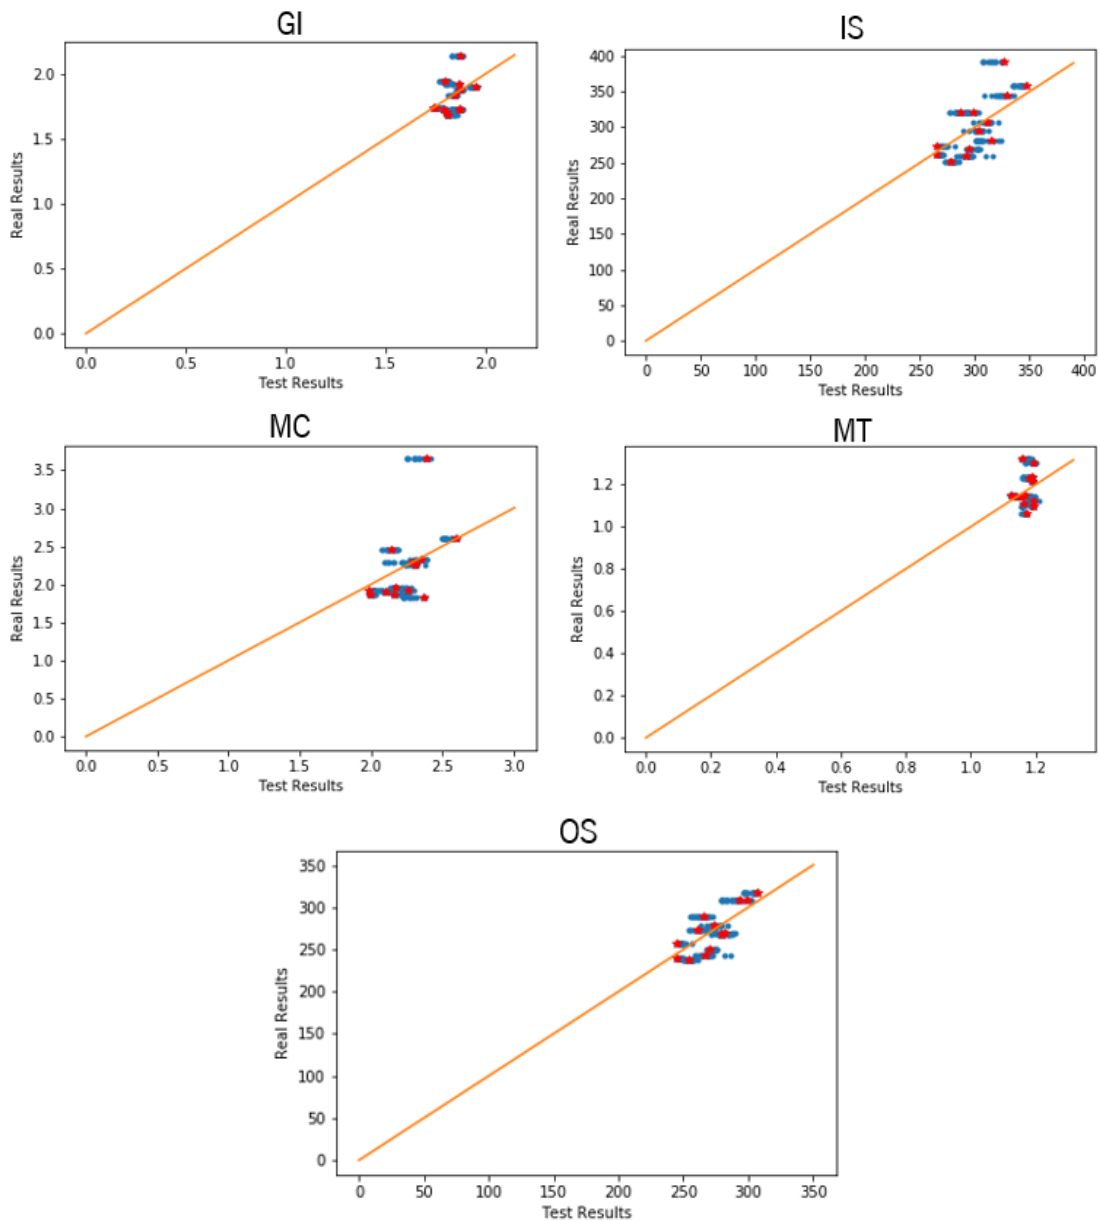 GI
2.0
1.5
1.0
0.5
0.0
Real Results
0.0 0.5 1.0 1.5 2.0
Test Results
IS
400
350
300
250
200
150
100
50
0
Real Results
0 50 100 150 200 250 300 350 400
Test Results
MC
3.5
3.0
2.5
2.0
1.5
1.0
0.5
0.0
Real Results
0.0 0.5 1.0 1.5 2.0 2.5 3.0
Test Results
MT
1.2
1.0
0.8
0.6
0.4
0.2
0.0
Real Results
0.0 0.2 0.4 0.6 0.8 1.0 1.2
Test Results
OS
350
300
250
200
150
100
50
0
Real Results
0 50 100 150 200 250 300 350
Test Results